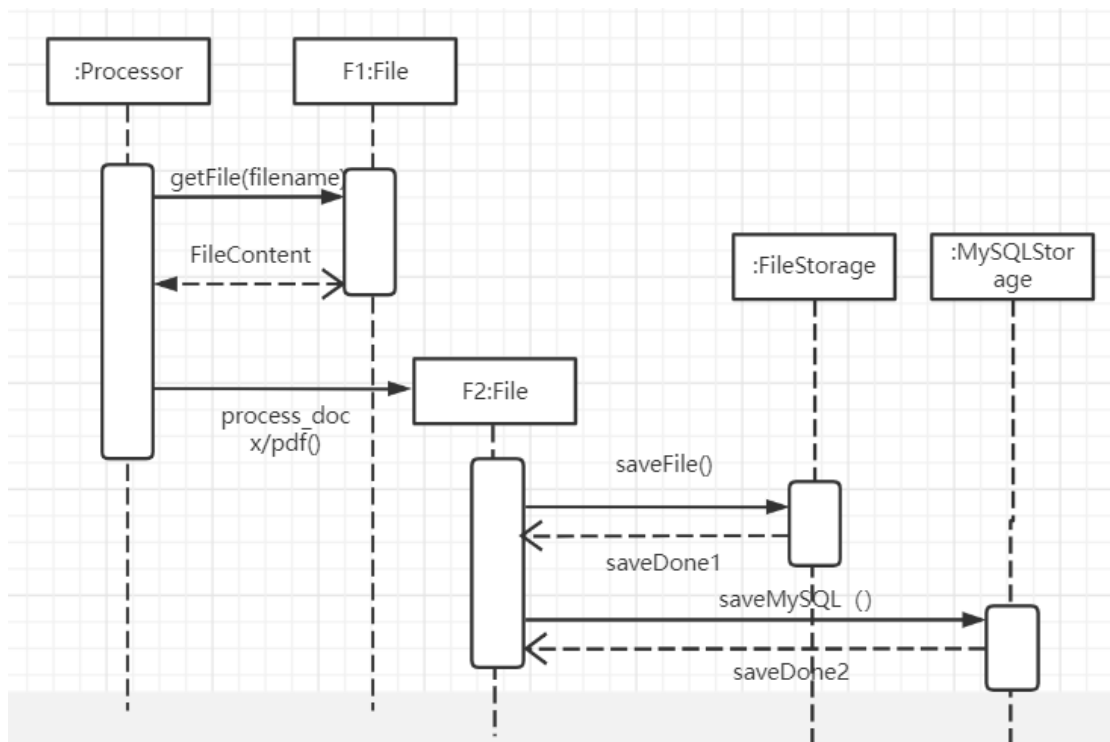 :Processor
F1:File
getFile(filename)
FileContent
:FileStorage
:MySQLStor
age
F2:File
process_doc
x/pdf()
saveFile()
saveDone1
saveMySQL  ()
saveDone2